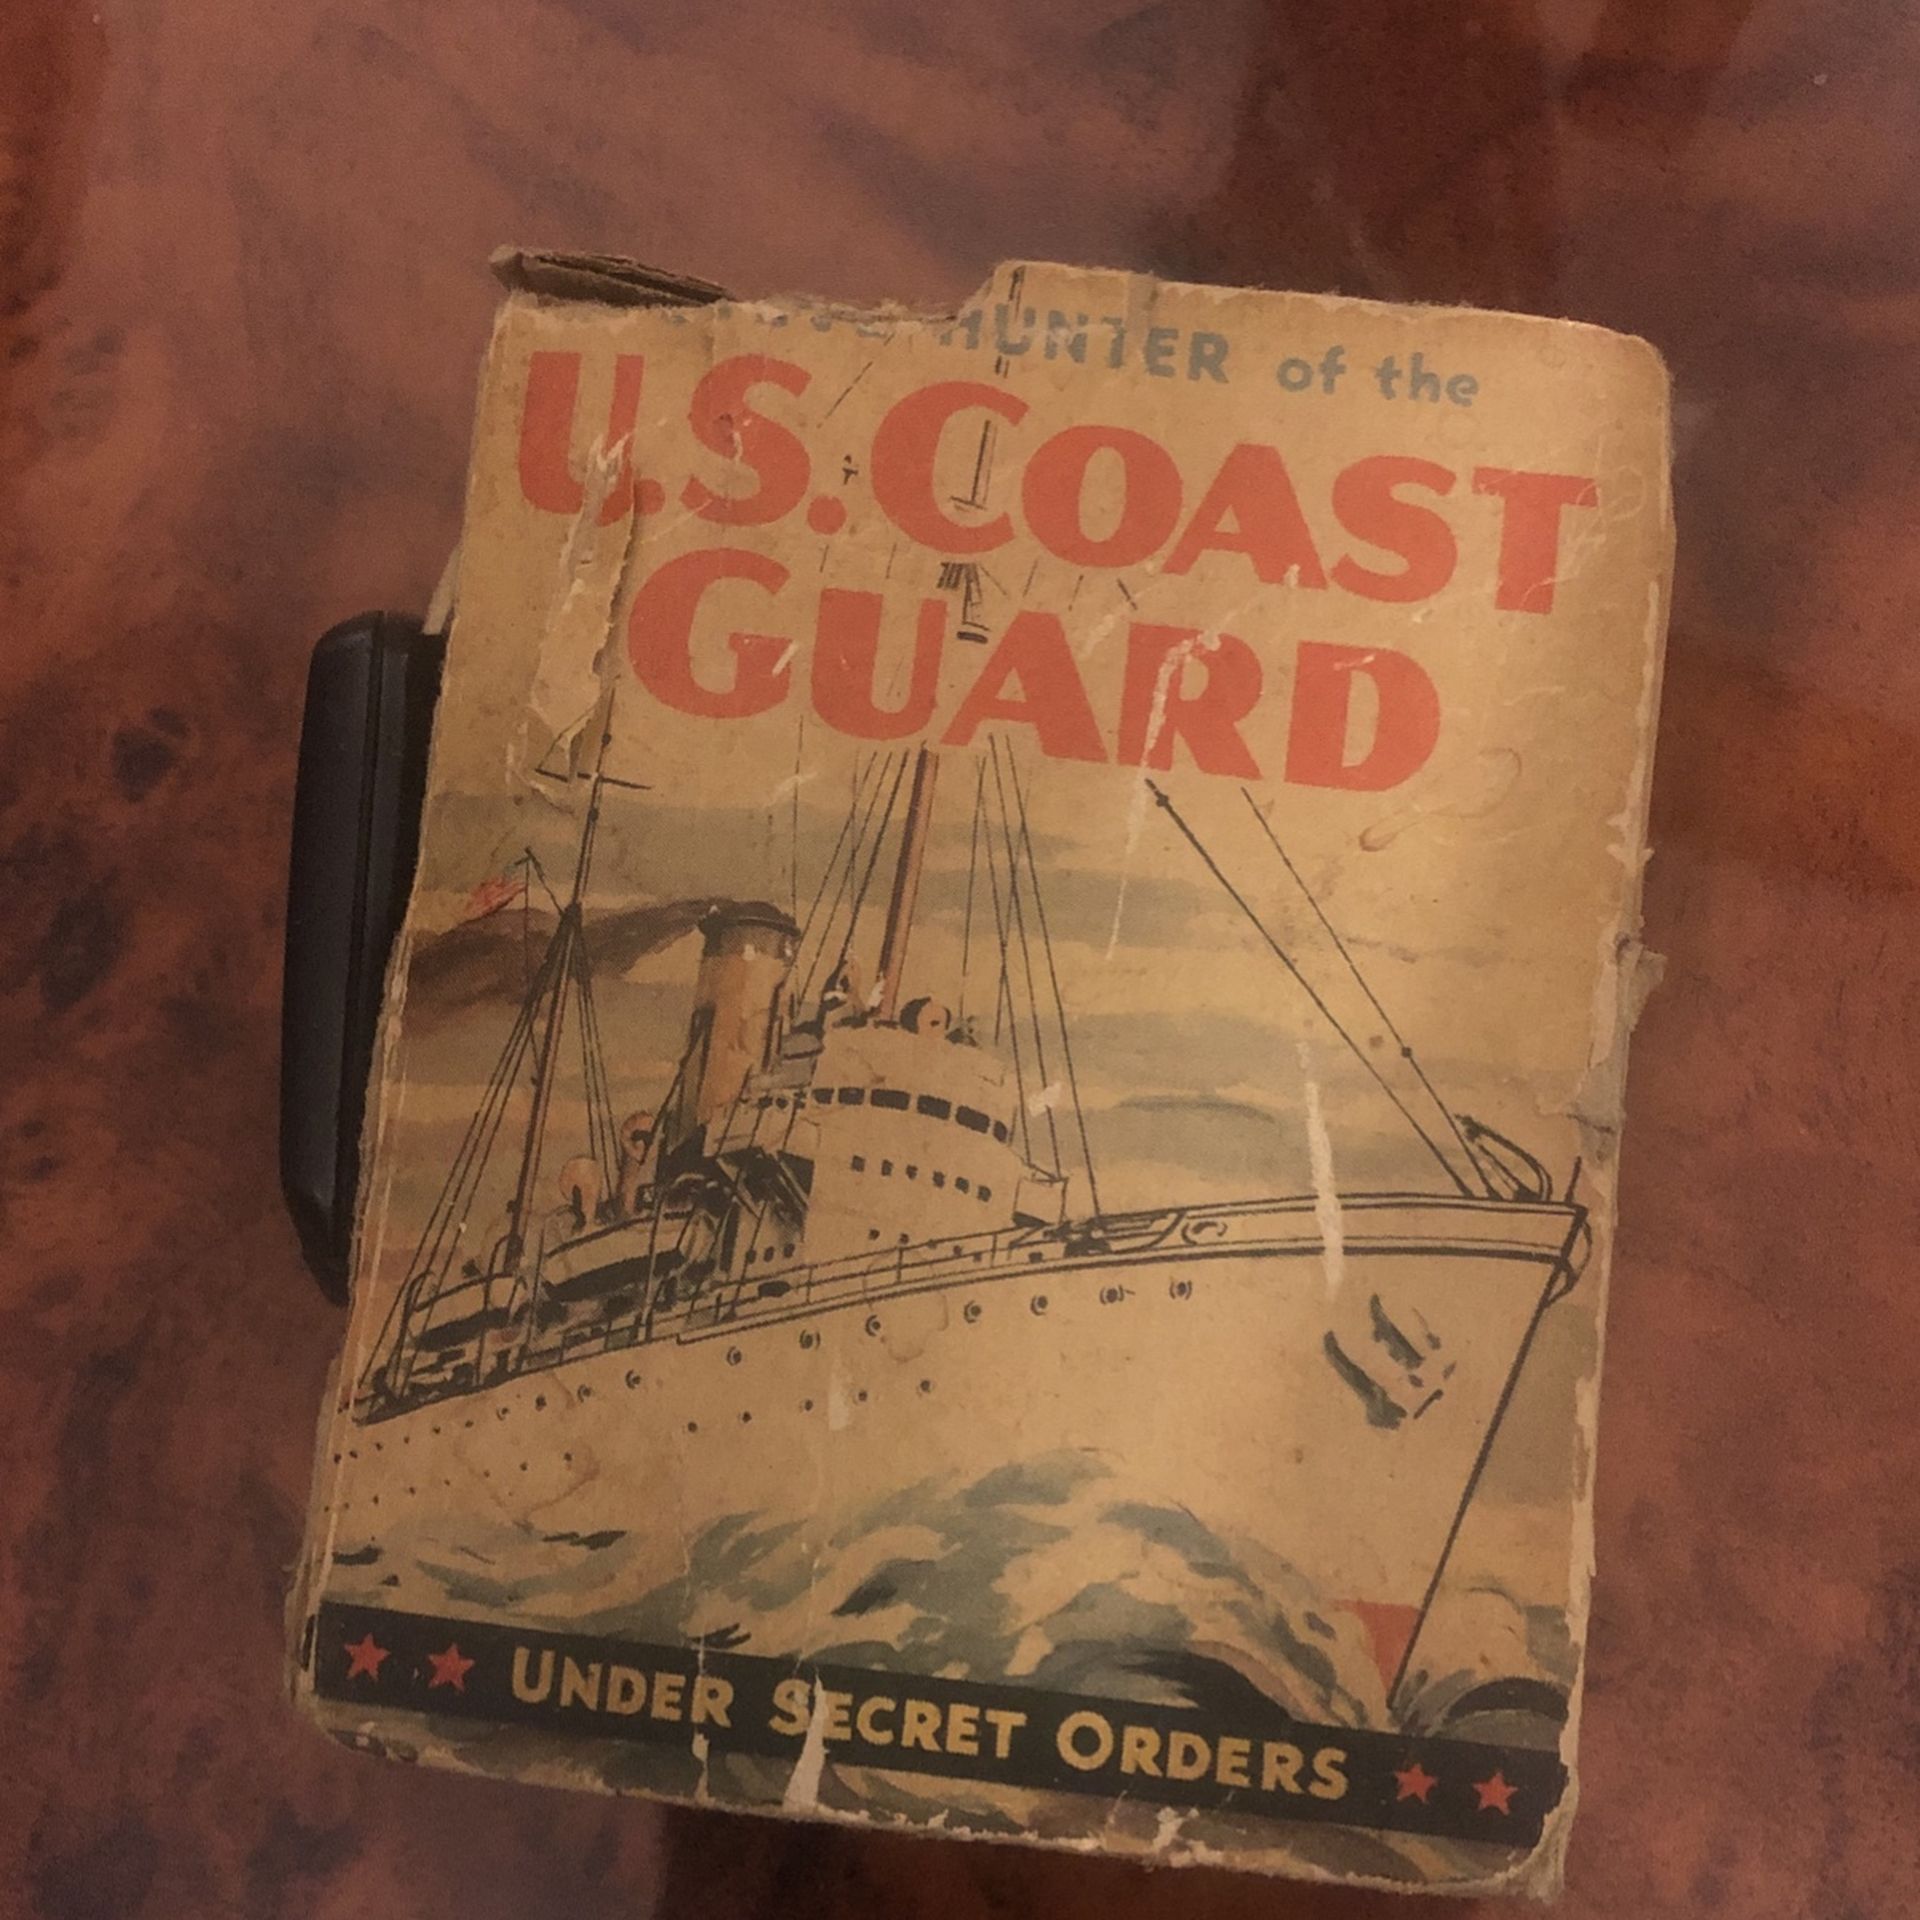 HUNTER of the
U.S. COAST
GUARD
UNDER SECRET ORDERS